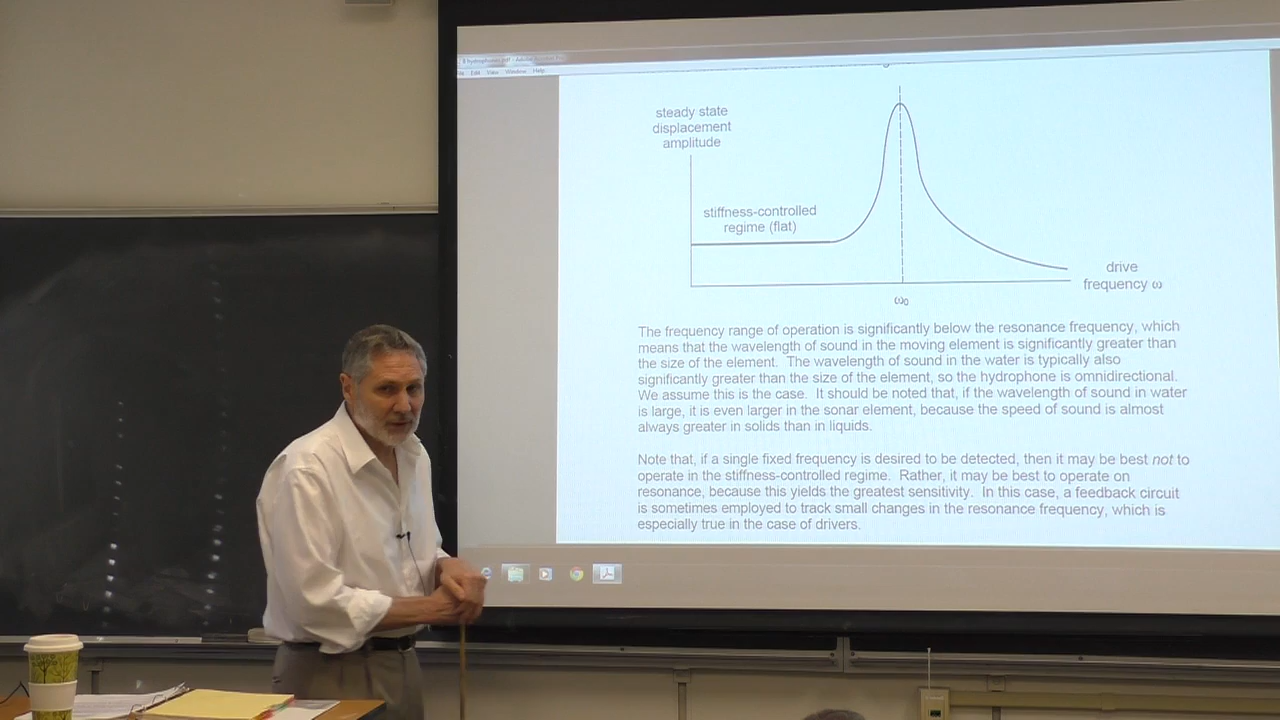 8 hydrophones.pdf - Adobe
Edit View Window Help
steady state
displacement
amplitude
stiffness-controlled
regime (flat)
drive
frequency ω
ω₀
The frequency range of operation is significantly below the resonance frequency, which
means that the wavelength of sound in the moving element is significantly greater than
the size of the element. The wavelength of sound in the water is typically also
significantly greater than the size of the element, so the hydrophone is omnidirectional.
We assume this is the case. It should be noted that, if the wavelength of sound in water
is large, it is even larger in the sonar element, because the speed of sound is almost
always greater in solids than in liquids.
Note that, if a single fixed frequency is desired to be detected, then it may be best not to
operate in the stiffness-controlled regime. Rather, it may be best to operate on
resonance, because this yields the greatest sensitivity. In this case, a feedback circuit
is sometimes employed to track small changes in the resonance frequency, which is
especially true in the case of drivers.